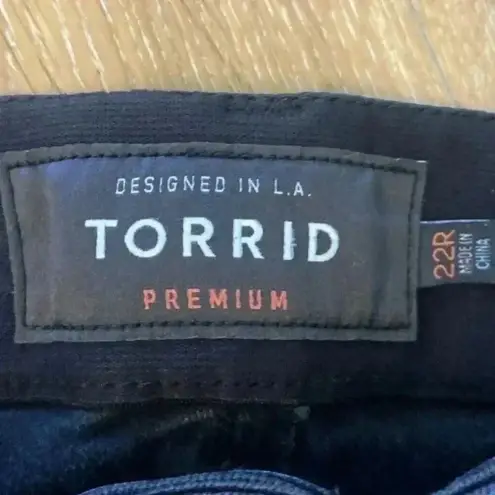 DESIGNED IN L.A.
TORRID
PREMIUM
22R
MADE IN
CHINA